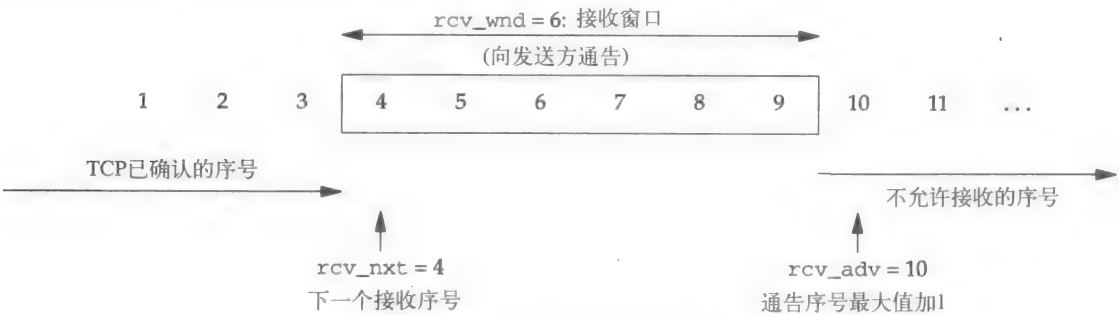 rcv_wnd = 6: 接收窗口
(向发送方通告)
1 2 3 4 5 6 7 8 9 10 11 ...
TCP已确认的序号
不允许接收的序号
rcv_nxt = 4
下一个接收序号
rcv_adv = 10
通告序号最大值加1